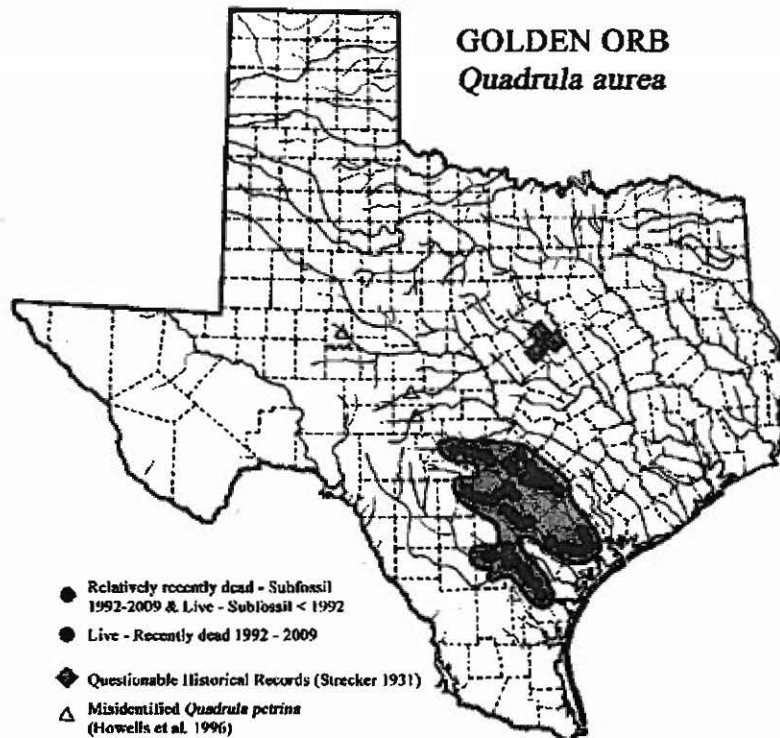 GOLDEN ORB
Quadrula aurea
Relatively recently dead - Subfossil
1992-2009 & Live - Subfossil < 1992
Live - Recently dead 1992 - 2009
Questionable Historical Records (Strecker 1931)
Misidentified Quadrula petrina
(Howells et al. 1996)